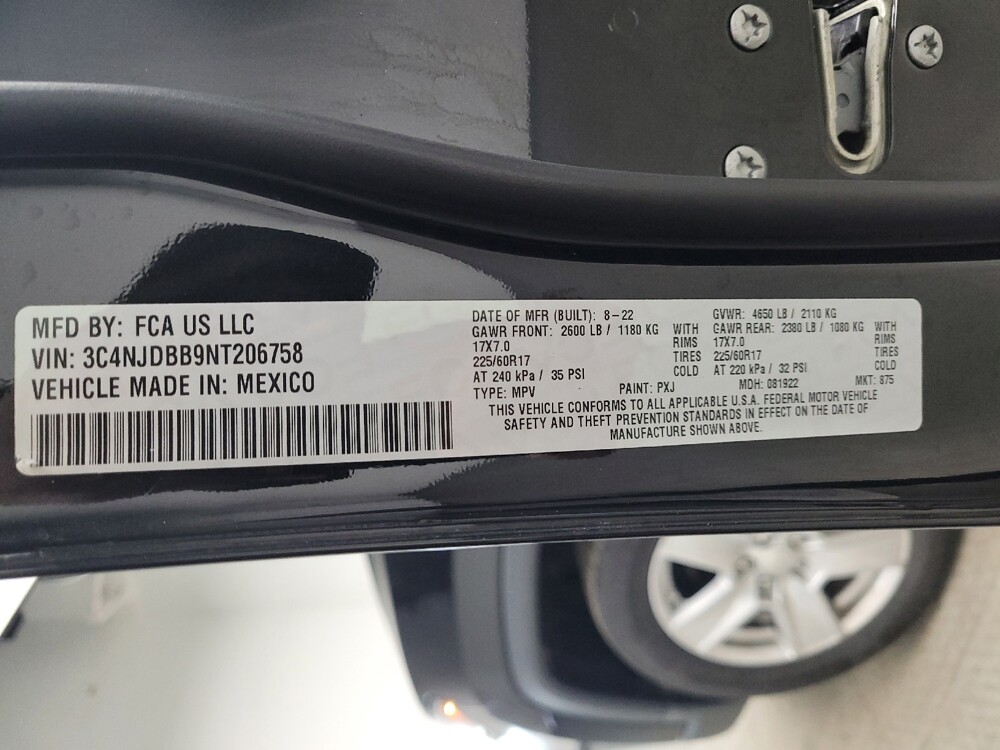 MFD BY: FCA US LLC
VIN: 3C4NJDBB9NT206758
VEHICLE MADE IN: MEXICO
DATE OF MFR (BUILT): 8-22
GAWR FRONT: 2600 LB / 1180 KG WITH
17X7.0 RIMS
225/60R17 TIRES
AT 240 kPa / 35 PSI COLD
TYPE: MPV
GVWR: 4650 LB / 2110 KG
GAWR REAR: 2380 LB / 1080 KG WITH
17X7.0 RIMS
225/60R17 TIRES
AT 220 kPa / 32 PSI COLD
PAINT: PXJ MDH: 081922 MKT: 875
THIS VEHICLE CONFORMS TO ALL APPLICABLE U.S.A. FEDERAL MOTOR VEHICLE
SAFETY AND THEFT PREVENTION STANDARDS IN EFFECT ON THE DATE OF
MANUFACTURE SHOWN ABOVE.